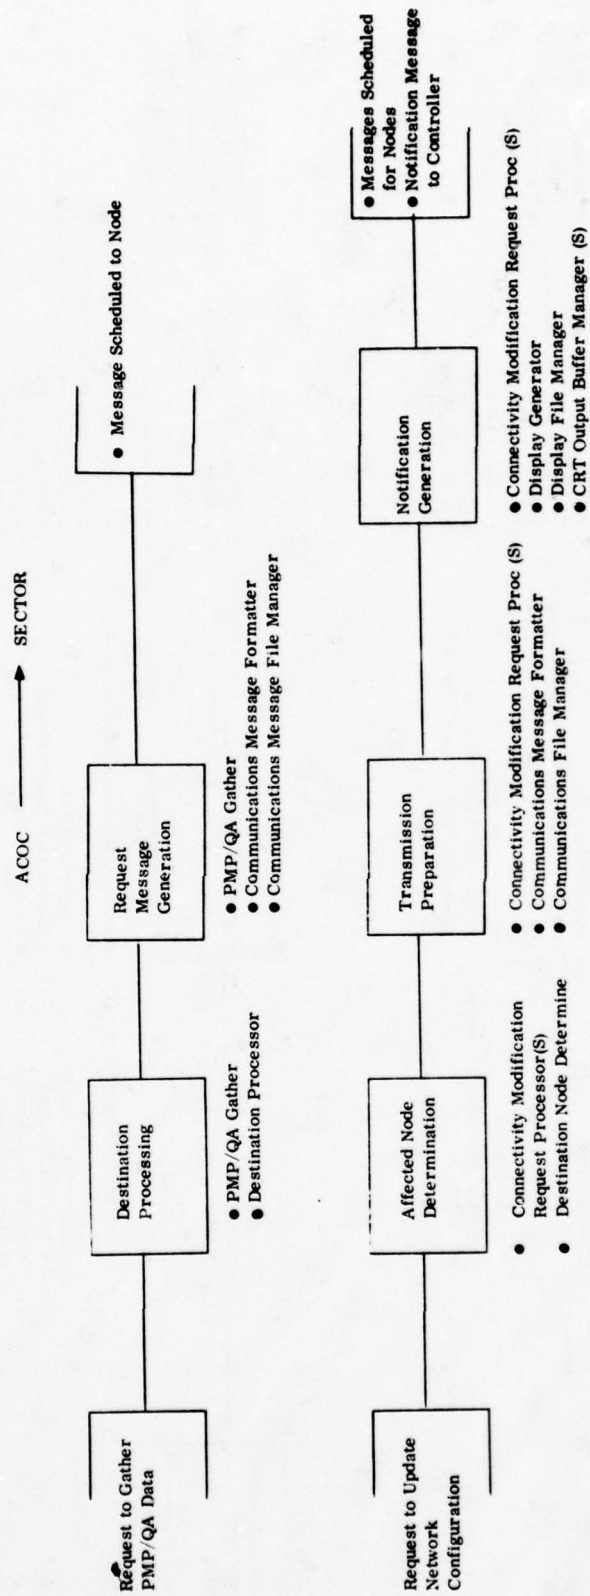 ACOC SECTOR
Request to Gather
PMP/QA Data
Destination
Processing
● PMP/QA Gather
● Destination Processor
Request
Message
Generation
● PMP/QA Gather
● Communications Message Formatter
● Communications Message File Manager
● Message Scheduled to Node
Request to Update
Network
Configuration
Affected Node
Determination
● Connectivity Modification
Request Processor(S)
● Destination Node Determine
Transmission
Preparation
● Connectivity Modification Request Proc (S)
● Communications Message Formatter
● Communications File Manager
Notification
Generation
● Connectivity Modification Request Proc (S)
● Display Generator
● Display File Manager
● CRT Output Buffer Manager (S)
● Messages Scheduled
for Nodes
● Notification Message
to Controller